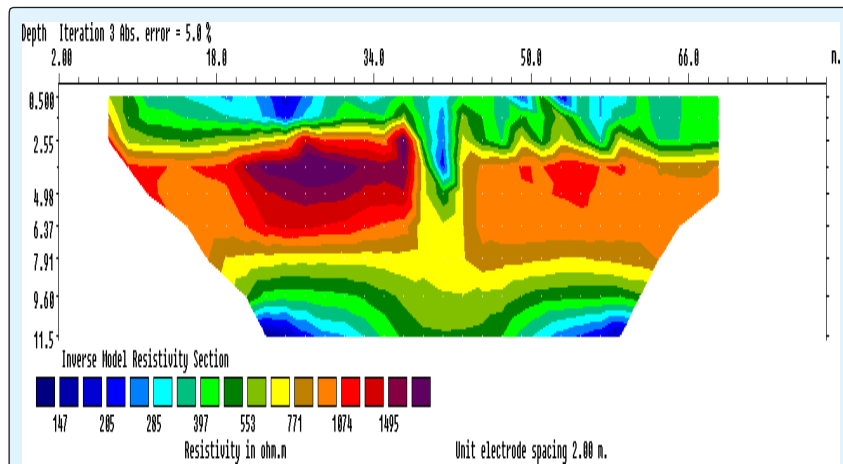 Depth Iteration 3 Abs. error = 5.0 %
2.00 18.0 34.0 50.0 66.0 m.
0.500
2.55
4.98
6.37
7.91
9.60
11.5
Inverse Model Resistivity Section
147 205 285 397 553 771 1074 1495
Resistivity in ohm.m Unit electrode spacing 2.00 m.